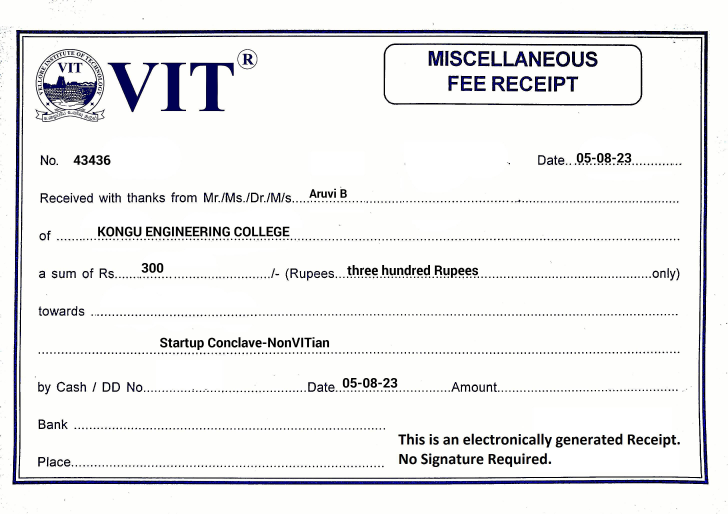 VELLORE INSTITUTE OF TECHNOLOGY
VIT
VIT®
MISCELLANEOUS
FEE RECEIPT
No. 43436
Date..05-08-23..............
Received with thanks from Mr./Ms./Dr./M/s.....Aruvi B..............
of ..........KONGU ENGINEERING COLLEGE..............
a sum of Rs......300............../- (Rupees...three hundred Rupees..............only)
towards ..............
Startup Conclave-NonVITian
by Cash / DD No..............Date..05-08-23..............Amount..............
Bank ..............
Place..............
This is an electronically generated Receipt.
No Signature Required.